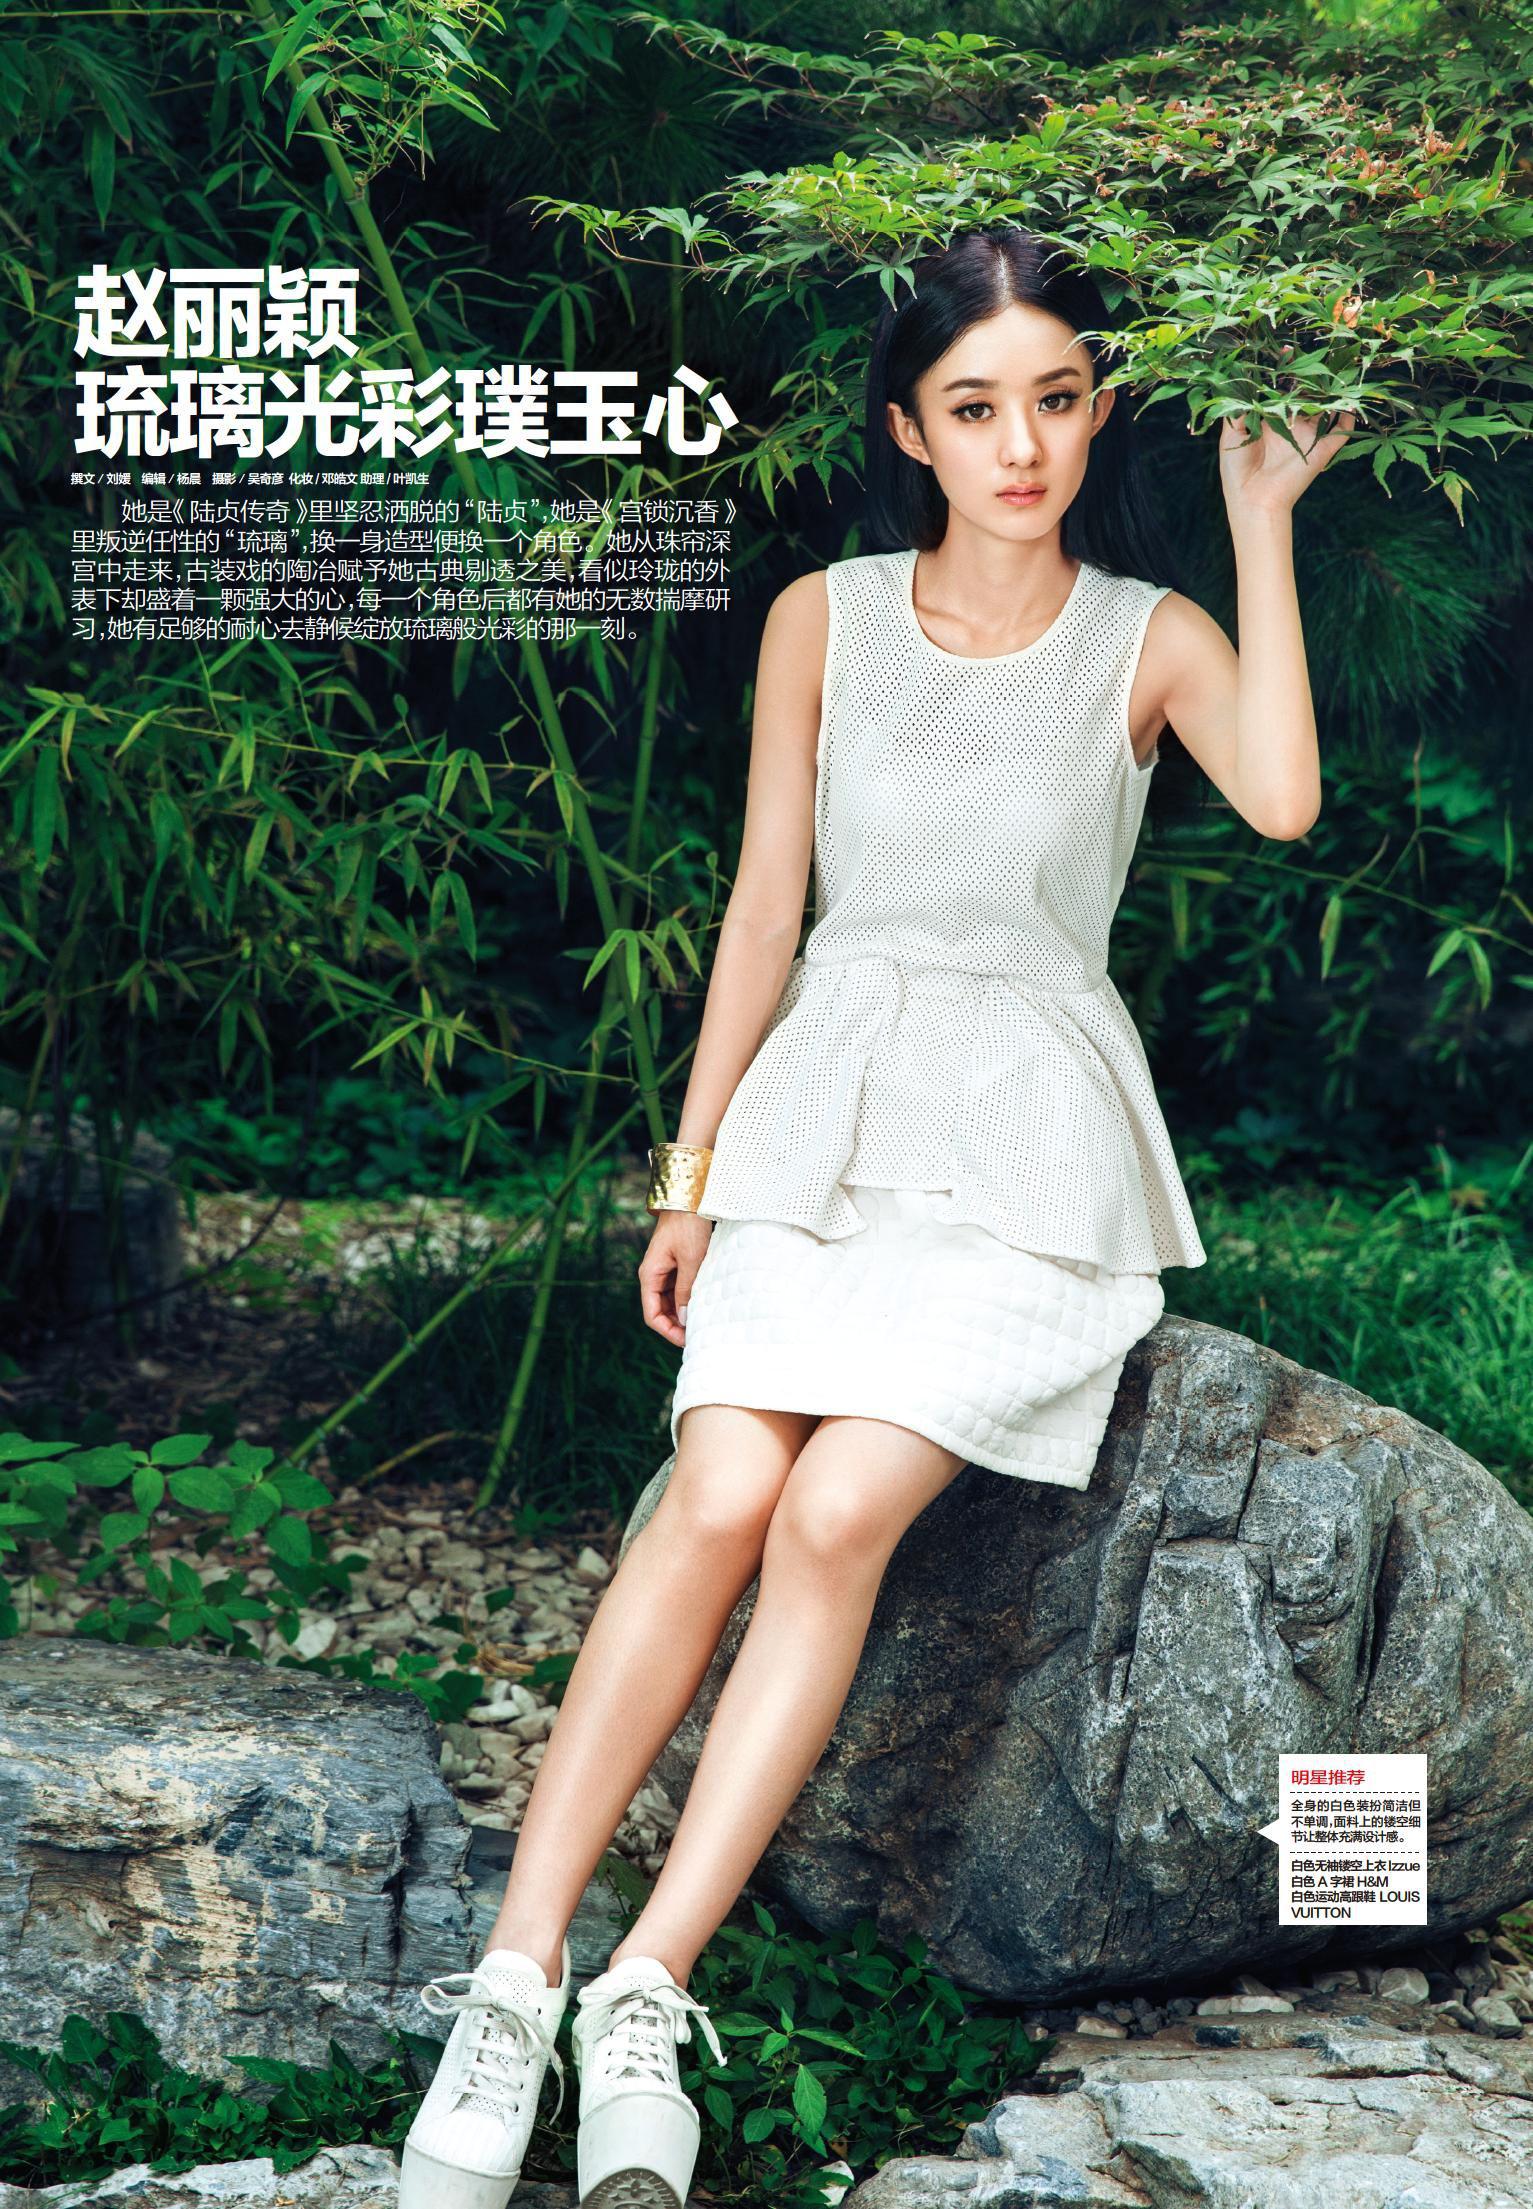 赵丽颖
琉璃光彩璞玉心
撰文 / 刘媛 编辑 / 杨晨 摄影 / 吴奇彦 化妆 / 邓皓文 助理 / 叶凯生
她是《陆贞传奇》里坚忍洒脱的“陆贞”，她是《宫锁沉香》
里叛逆任性的“琉璃”，换一身造型便换一个角色。她从珠帘深
宫中走来，古装戏的陶冶赋予她古典剔透之美，看似玲珑的外
表下却盛着一颗强大的心，每一个角色后都有她的无数揣摩研
习，她有足够的耐心去静候绽放琉璃般光彩的那一刻。
明星推荐
全身的白色装扮简洁但
不单调，面料上的镂空细
节让整体充满设计感。
白色无袖镂空上衣 Izzue
白色 A 字裙 H&M
白色运动高跟鞋 LOUIS
VUITTON